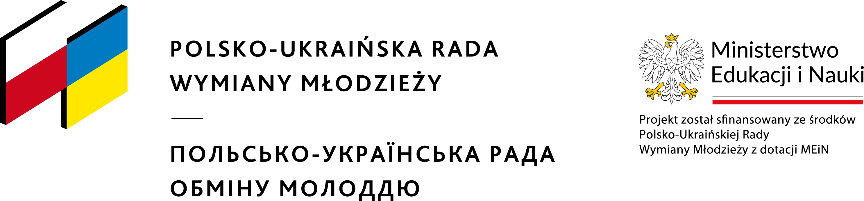 POLSKO-UKRAIŃSKA RADA
WYMIANY MŁODZIEŻY
ПОЛЬСЬКО-УКРАЇНСЬКА РАДА
ОБМІНУ МОЛОДДЮ
Ministerstwo
Edukacji i Nauki
Projekt został sfinansowany ze środków
Polsko-Ukraińskiej Rady
Wymiany Młodzieży z dotacji MEiN